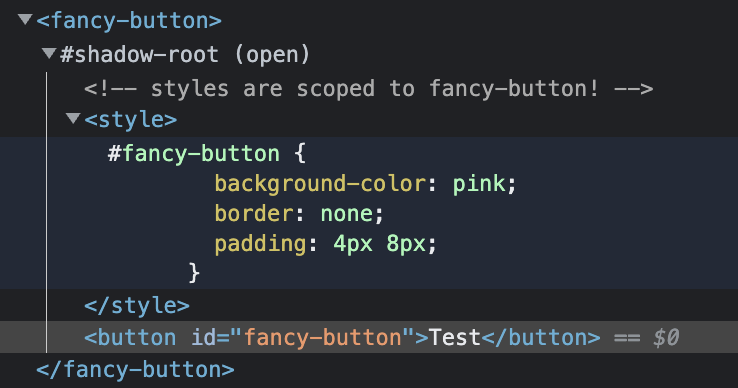 ▼<fancy-button>
▼#shadow-root (open)
<!-- styles are scoped to fancy-button! -->
▼<style>
#fancy-button {
background-color: pink;
border: none;
padding: 4px 8px;
}
</style>
<button id="fancy-button">Test</button> == $0
</fancy-button>